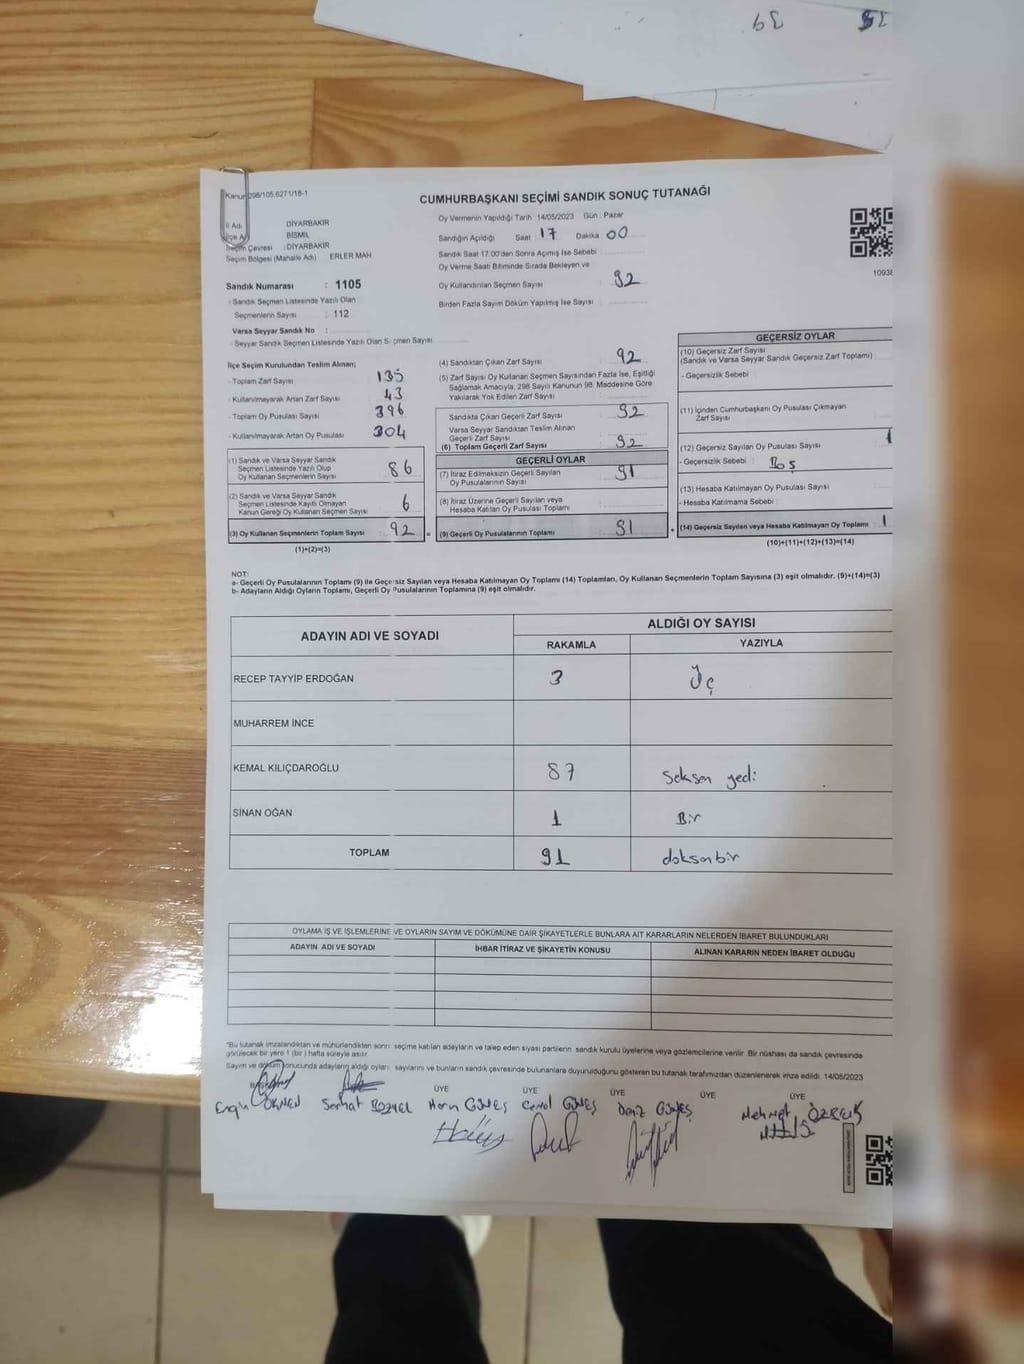 Kanun 298/105.6271/16-1
CUMHURBAŞKANI SEÇİMİ SANDIK SONUÇ TUTANAĞI
İl Adı DİYARBAKIR
İlçe A BİSMİL
Seçim Çevresi : DİYARBAKIR
Seçim Bölgesi (Mahalle Adı) ERLER MAH
Sandık Numarası : 1105
- Sandık Seçmen Listesinde Yazılı Olan
Seçmenlerin Sayısı : 112
Varsa Seyyar Sandık No :
- Seyyar Sandık Seçmen Listesinde Yazılı Olan Seçmen Sayısı
Oy Vermenin Yapıldığı Tarih 14/05/2023 Gün : Pazar
Sandığın Açıldığı Saat 17 Dakika 00
Sandık Saat 17:00'den Sonra Açımış İse Sebebi
Oy Verme Saati Bitiminde Sırada Bekleyen ve
Oy Kullandırılan Seçmen Sayısı 92
Birden Fazla Sayım Döküm Yapılmış İse Sayısı
1093
İlçe Seçim Kurulundan Teslim Alınan;
- Toplam Zarf Sayısı 135
- Kullanılmayarak Artan Zarf Sayısı 43
- Toplam Oy Pusulası Sayısı 396
- Kullanılmayarak Artan Oy Pusulası 304
(1) Sandık ve Varsa Seyyar Sandık
Seçmen Listesinde Yazılı Olup
Oy Kullanan Seçmenlerin Sayısı 86
(2) Sandık ve Varsa Seyyar Sandık
Seçmen Listesinde Kayıtlı Olmayan
Kanun Gereği Oy Kullanan Seçmen Sayısı 6
(3) Oy Kullanan Seçmenlerin Toplam Sayısı 92
(1)+(2)=(3)
(4) Sandıktan Çıkan Zarf Sayısı 92
(5) Zarf Sayısı Oy Kullanan Seçmen Sayısından Fazla İse, Eşitliği
Sağlamak Amacıyla, 298 Sayılı Kanunun 98. Maddesine Göre
Yakılarak Yok Edilen Zarf Sayısı
Sandıkta Çıkan Geçerli Zarf Sayısı 92
Varsa Seyyar Sandıktan Teslim Alınan
Geçerli Zarf Sayısı
(6) Toplam Geçerli Zarf Sayısı 92
GEÇERLİ OYLAR
(7) İtiraz Edilmeksizin Geçerli Sayılan
Oy Pusulasının Sayısı 91
(8) İtiraz Üzerine Geçerli Sayılan veya
Hesaba Katılan Oy Pusulası Toplamı
(9) Geçerli Oy Pusulalarının Toplamı 91
GEÇERSİZ OYLAR
(10) Geçersiz Zarf Sayısı
(Sandık ve Varsa Seyyar Sandık Geçersiz Zarf Toplamı)
- Geçersizlik Sebebi
(11) İçinden Cumhurbaşkanı Oy Pusulası Çıkmayan
Zarf Sayısı
(12) Geçersiz Sayılan Oy Pusulası Sayısı 1
- Geçersizlik Sebebi : Boş
(13) Hesaba Katılmayan Oy Pusulası Sayısı
- Hesaba Katılmama Sebebi
(14) Geçersiz Sayılan veya Hesaba Katılmayan Oy Toplamı 1
(10)+(11)+(12)+(13)=(14)
NOT:
a- Geçerli Oy Pusulalarının Toplamı (9) ile Geçersiz Sayılan veya Hesaba Katılmayan Oy Toplamı (14) Toplamları, Oy Kullanan Seçmenlerin Toplam Sayısına (3) eşit olmalıdır. (9)+(14)=(3)
b- Adayların Aldığı Oyların Toplamı, Geçerli Oy Pusulalarının Toplamına (9) eşit olmalıdır.
ADAYIN ADI VE SOYADI
ALDIĞI OY SAYISI
RAKAMLA YAZIYLA
RECEP TAYYİP ERDOĞAN 3 Üç
MUHARREM İNCE
KEMAL KILIÇDAROĞLU 87 Seksen yedi
SİNAN OĞAN 1 Bir
TOPLAM 91 doksanbir
OYLAMA İŞ VE İŞLEMLERİNE VE OYLARIN SAYIM VE DÖKÜMÜNE DAİR ŞİKAYETLERLE BUNLARA AİT KARARLARIN NELERDEN İBARET BULUNDUKLARI
ADAYIN ADI VE SOYADI İHBAR İTİRAZ VE ŞİKAYETİN KONUSU ALINAN KARARIN NEDEN İBARET OLDUĞU
*Bu tutanak imzalandıktan ve mühürlendikten sonra seçime katılan adayların ve talep eden siyasi partilerin sandık kurulu üyelerine veya gözlemcilerine verilir. Bir nüshası da sandık çevresinde
görülecek bir yere 1 (bir) hafta süreyle asılır.
Sayım ve döküm sonucunda adayların aldığı oyların sayılarını ve bunların sandık çevresinde bulunanlara duyurulduğunu gösteren bu tutanak tarafımızdan düzenlenerek imza edildi. 14/05/2023
ÜYE ÜYE ÜYE ÜYE ÜYE
Engin ÖKMEN Serhat BOZYEL Harun GÜNEŞ Cemal GÜNEŞ Deniz GÜNEŞ Mehmet ÖZREİS